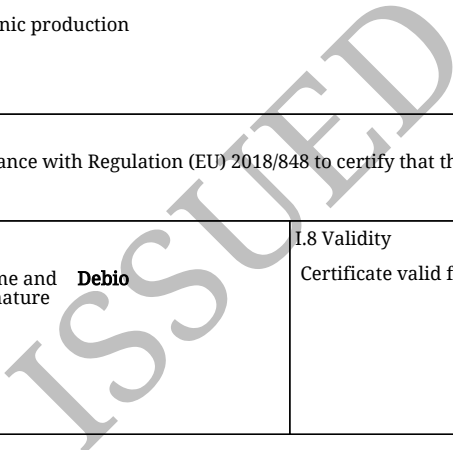 nic production
ance with Regulation (EU) 2018/848 to certify that th
I.8 Validity
me and Debio
nature
Certificate valid f
ISSUED